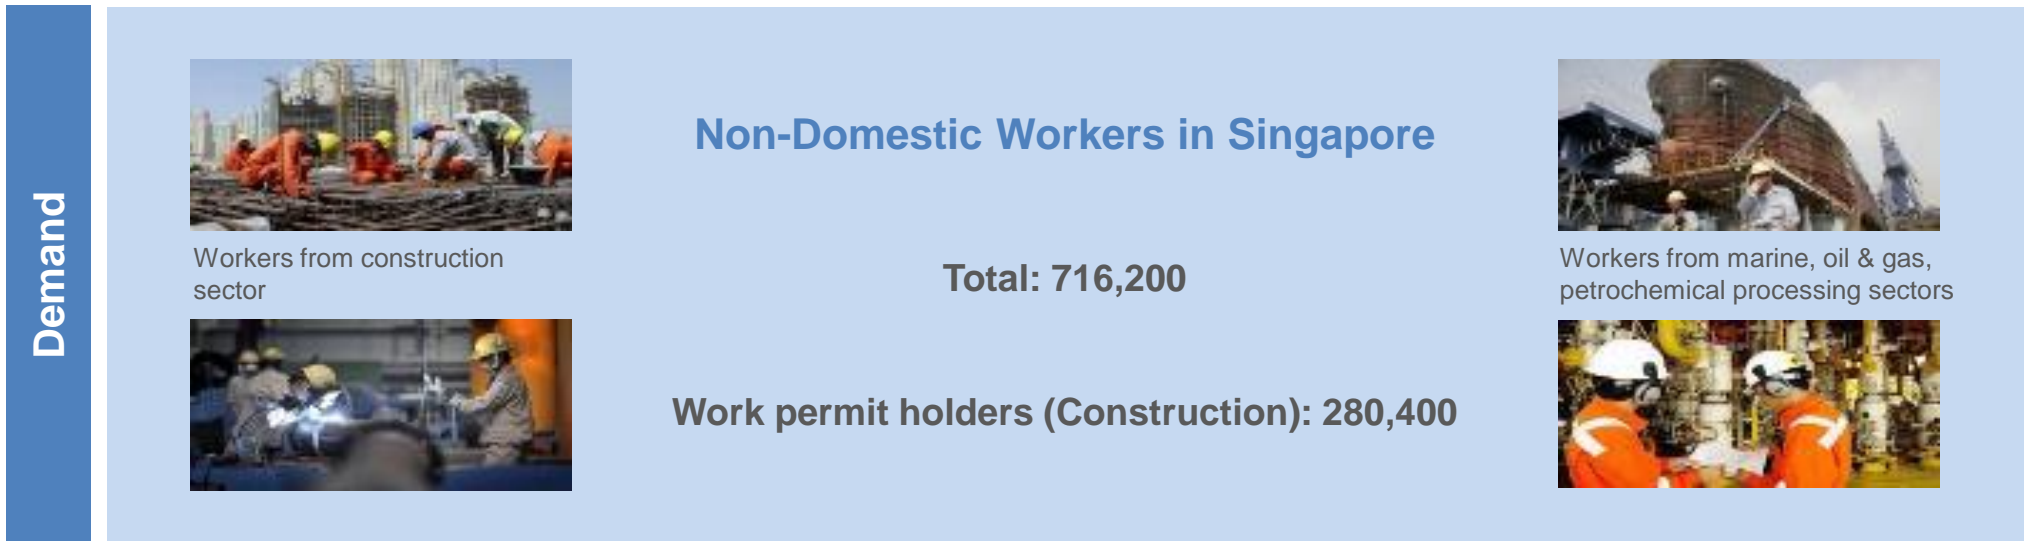 Demand
Workers from construction
sector
Non-Domestic Workers in Singapore
Total: 716,200
Work permit holders (Construction): 280,400
Workers from marine, oil & gas,
petrochemical processing sectors